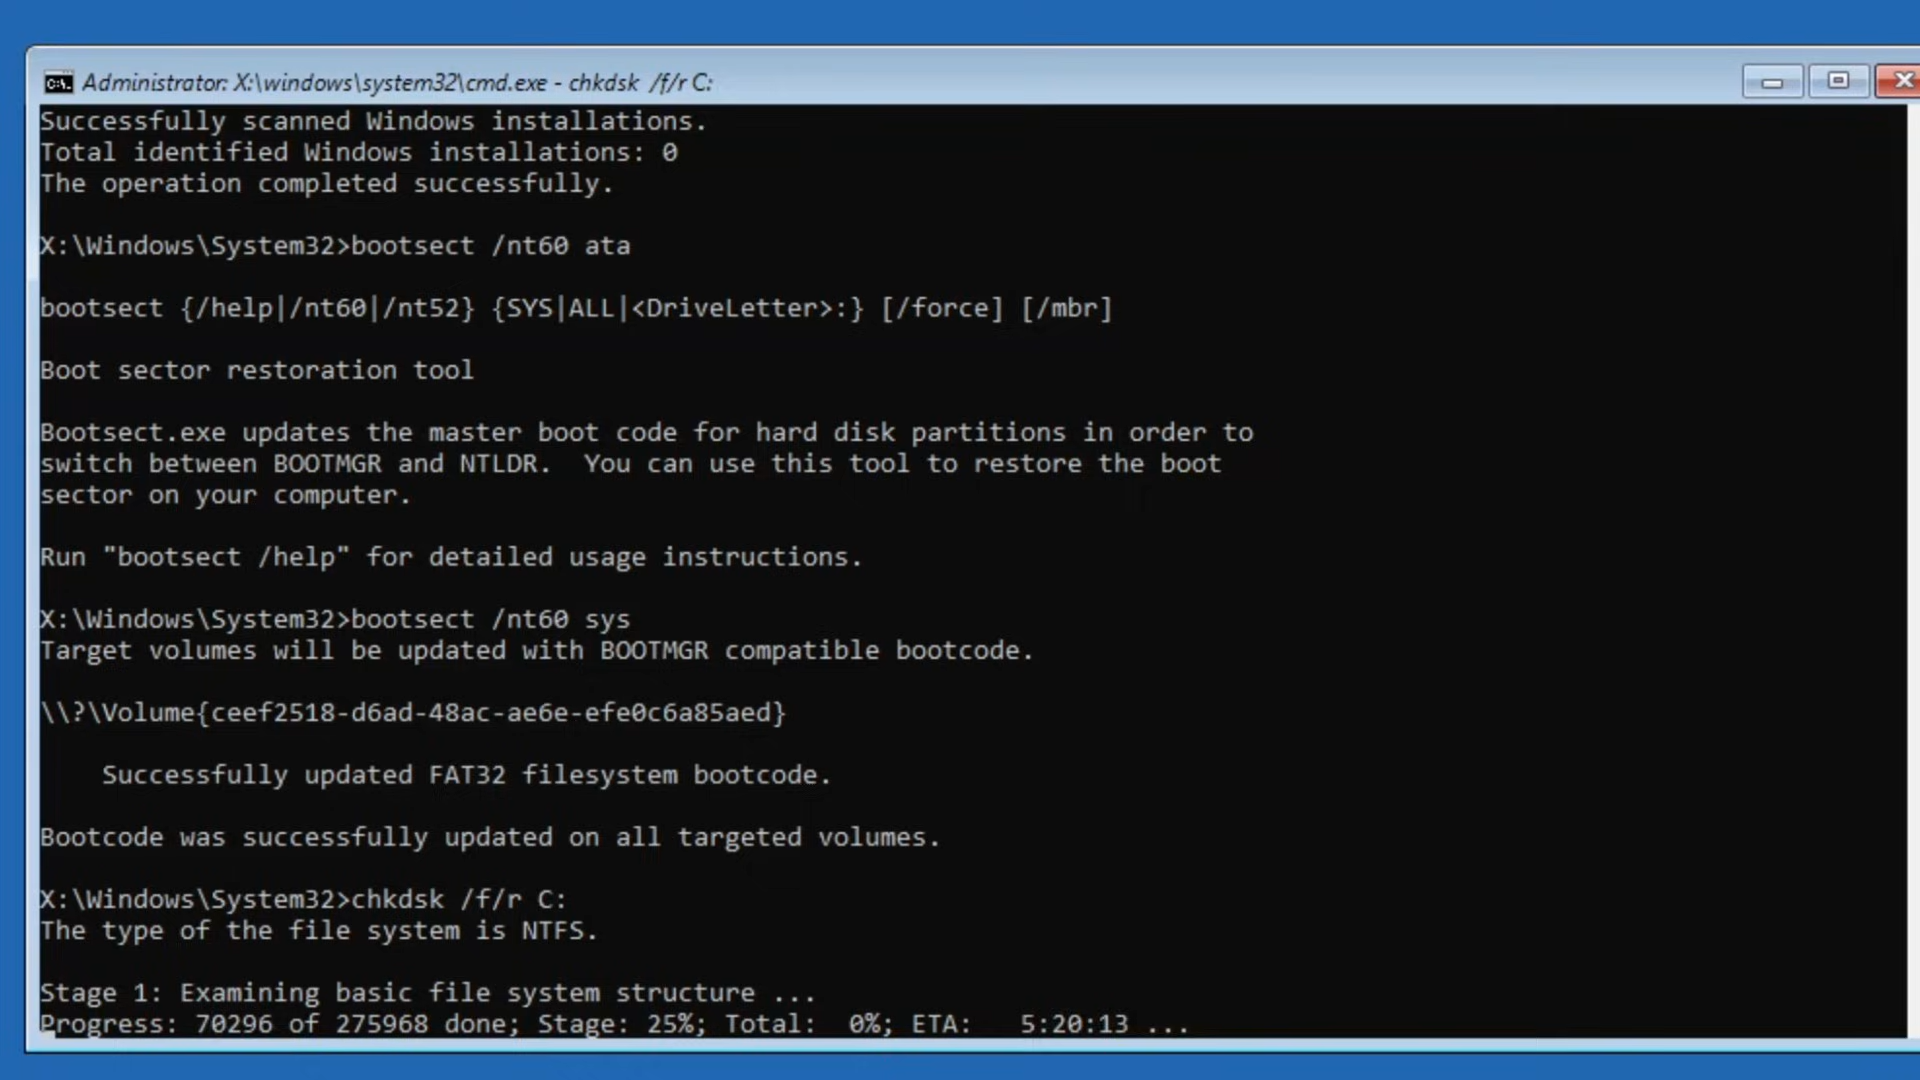 Administrator: X:\windows\system32\cmd.exe - chkdsk /f/r C:
Successfully scanned Windows installations.
Total identified Windows installations: 0
The operation completed successfully.
X:\Windows\System32>bootsect /nt60 ata
bootsect {/help|/nt60|/nt52} {SYS|ALL|<DriveLetter>:} [/force] [/mbr]
Boot sector restoration tool
Bootsect.exe updates the master boot code for hard disk partitions in order to
switch between BOOTMGR and NTLDR.  You can use this tool to restore the boot
sector on your computer.
Run "bootsect /help" for detailed usage instructions.
X:\Windows\System32>bootsect /nt60 sys
Target volumes will be updated with BOOTMGR compatible bootcode.
\\?\Volume{ceef2518-d6ad-48ac-ae6e-efe0c6a85aed}
Successfully updated FAT32 filesystem bootcode.
Bootcode was successfully updated on all targeted volumes.
X:\Windows\System32>chkdsk /f/r C:
The type of the file system is NTFS.
Stage 1: Examining basic file system structure ...
Progress: 70296 of 275968 done; Stage: 25%; Total:  0%; ETA:   5:20:13 ...